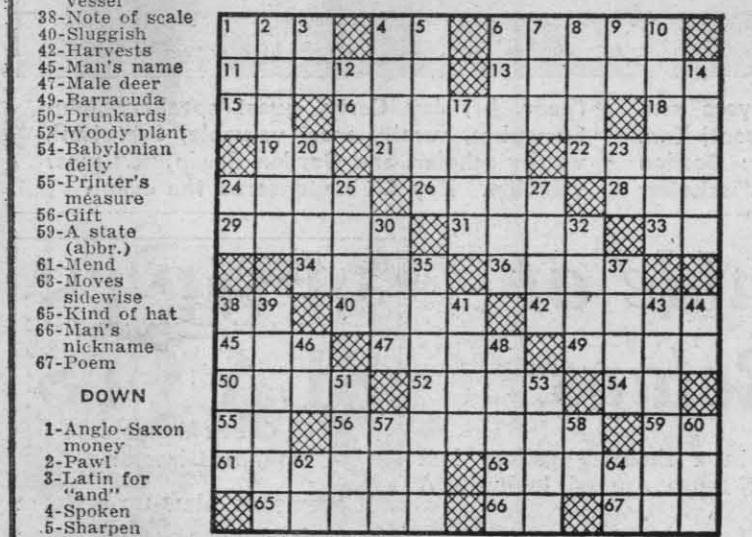 vessel
38-Note of scale
40-Sluggish
42-Harvests
45-Man's name
47-Male deer
49-Barracuda
50-Drunkards
52-Woody plant
54-Babylonian
deity
55-Printer's
measure
56-Gift
59-A state
(abbr.)
61-Mend
63-Moves
sidewise
65-Kind of hat
66-Man's
nickname
67-Poem
DOWN
1-Anglo-Saxon
money
2-Pawl
3-Latin for
"and"
4-Spoken
5-Sharpen
1 2 3 4 5 6 7 8 9 10
11 12 13 14
15 16 17 18
19 20 21 22 23
24 25 26 27 28
29 30 31 32 33
34 35 36 37
38 39 40 41 42 43 44
45 46 47 48 49
50 51 52 53 54
55 56 57 58 59 60
61 62 63 64
65 66 67